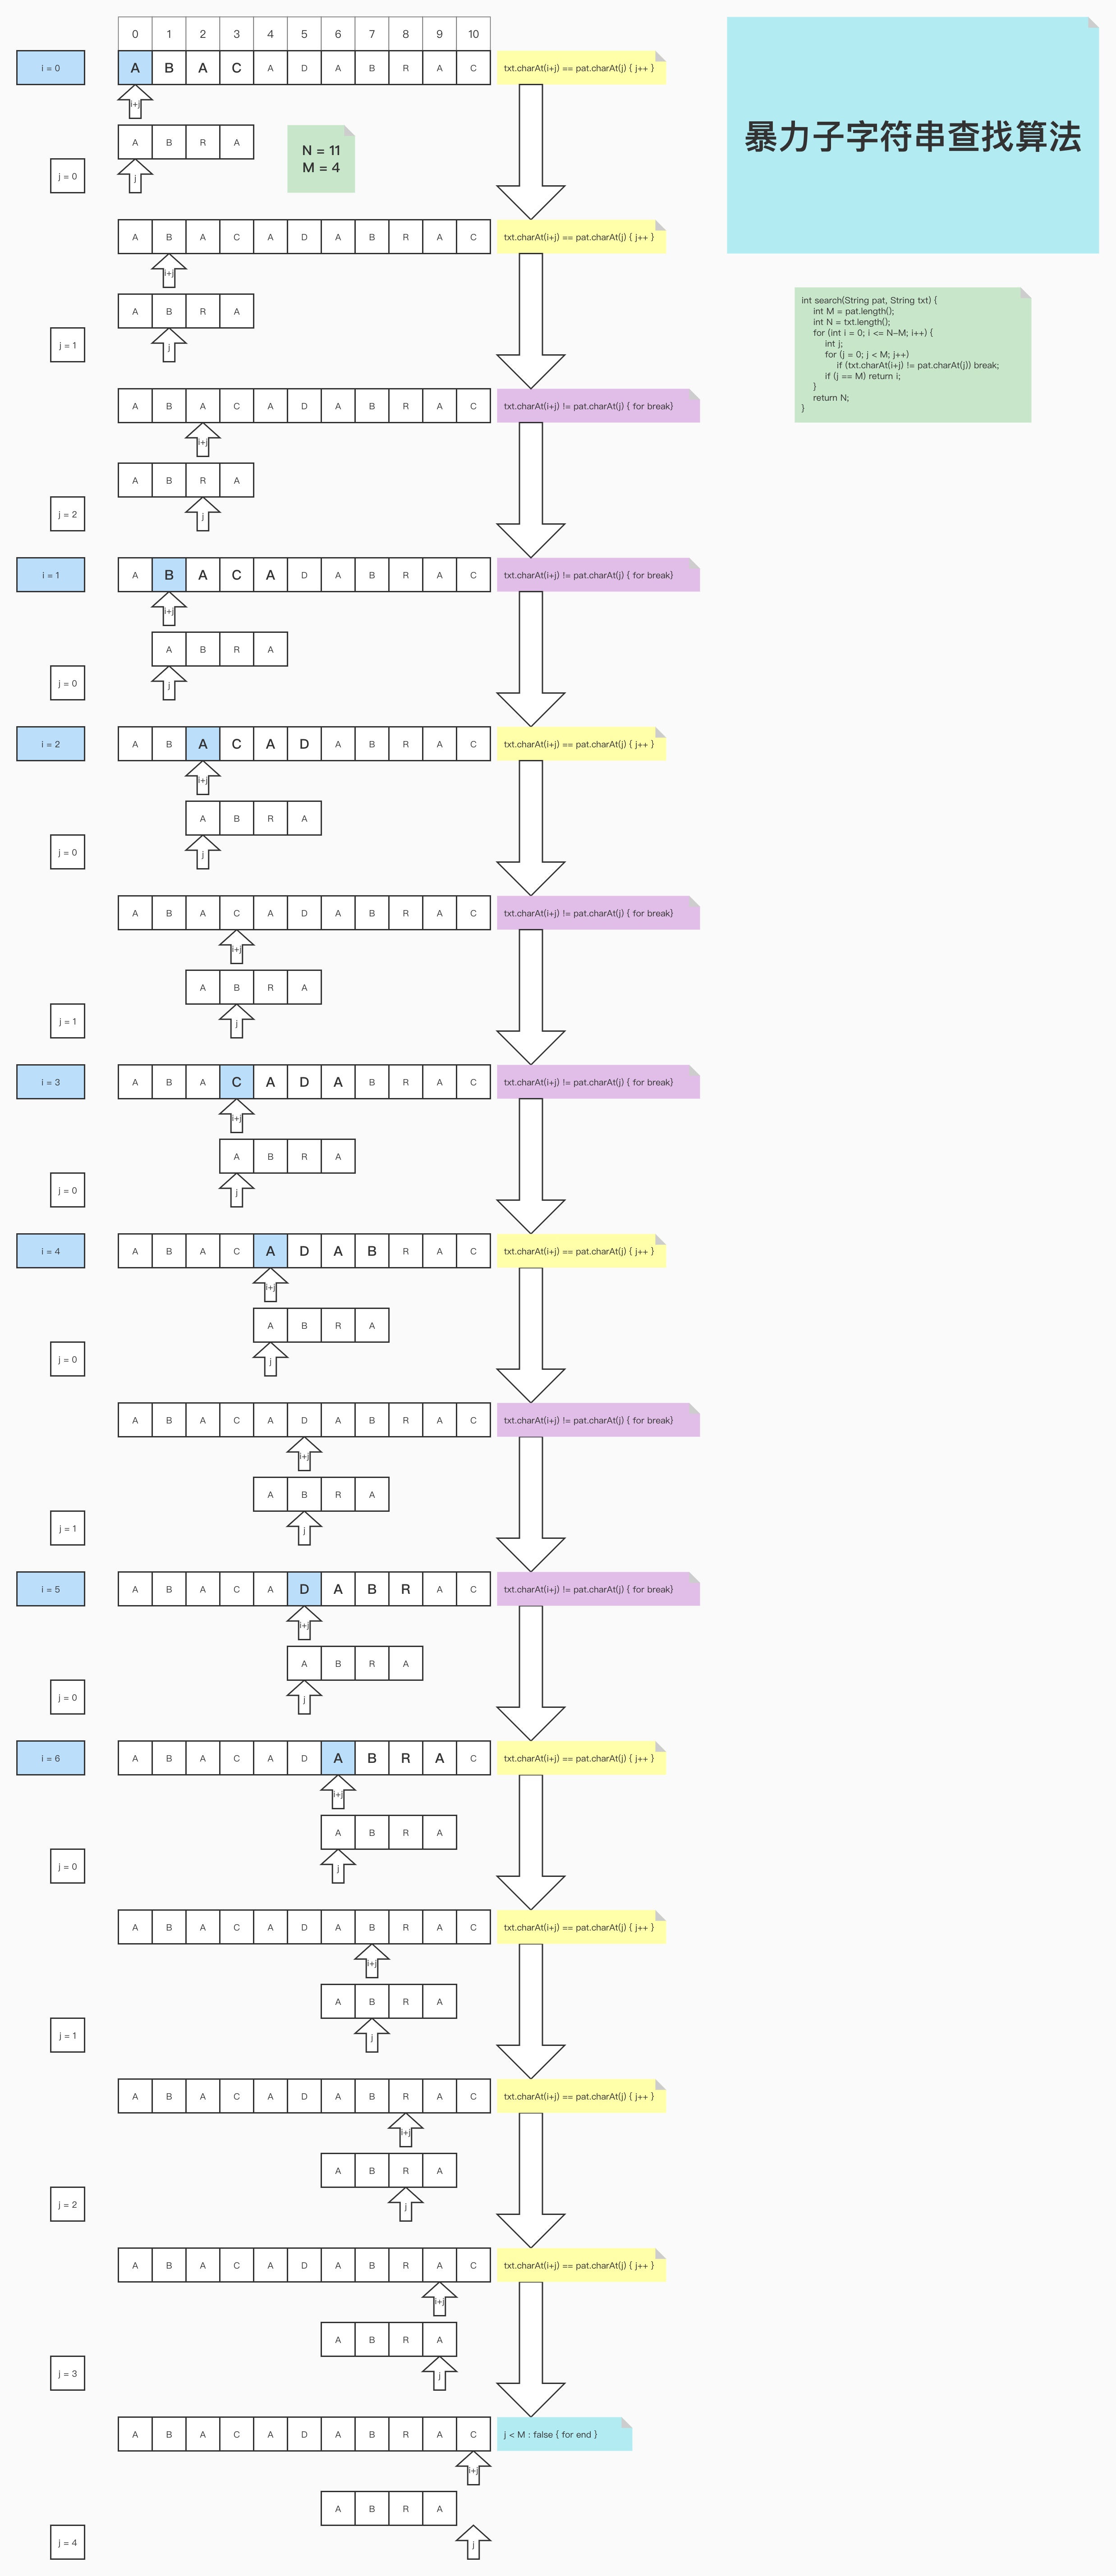 0 1 2 3 4 5 6 7 8 9 10
i = 0
A B A C A D A B R A C
txt.charAt(i+j) == pat.charAt(j) { j++ }
暴力子字符串查找算法
i+j
A B R A
N = 11
M = 4
j = 0
j
A B A C A D A B R A C
txt.charAt(i+j) == pat.charAt(j) { j++ }
i+j
A B R A
j = 1
j
int search(String pat, String txt) {
int M = pat.length();
int N = txt.length();
for (int i = 0; i <= N–M; i++) {
int j;
for (j = 0; j < M; j++)
if (txt.charAt(i+j) != pat.charAt(j)) break;
if (j == M) return i;
}
return N;
}
A B A C A D A B R A C
txt.charAt(i+j) != pat.charAt(j) { for break}
i+j
A B R A
j = 2
j
i = 1
A B A C A D A B R A C
txt.charAt(i+j) != pat.charAt(j) { for break}
i+j
A B R A
j = 0
j
i = 2
A B A C A D A B R A C
txt.charAt(i+j) == pat.charAt(j) { j++ }
i+j
A B R A
j = 0
j
A B A C A D A B R A C
txt.charAt(i+j) != pat.charAt(j) { for break}
i+j
A B R A
j = 1
j
i = 3
A B A C A D A B R A C
txt.charAt(i+j) != pat.charAt(j) { for break}
i+j
A B R A
j = 0
j
i = 4
A B A C A D A B R A C
txt.charAt(i+j) == pat.charAt(j) { j++ }
i+j
A B R A
j = 0
j
A B A C A D A B R A C
txt.charAt(i+j) != pat.charAt(j) { for break}
i+j
A B R A
j = 1
j
i = 5
A B A C A D A B R A C
txt.charAt(i+j) != pat.charAt(j) { for break}
i+j
A B R A
j = 0
j
i = 6
A B A C A D A B R A C
txt.charAt(i+j) == pat.charAt(j) { j++ }
i+j
A B R A
j = 0
j
A B A C A D A B R A C
txt.charAt(i+j) == pat.charAt(j) { j++ }
i+j
A B R A
j = 1
j
A B A C A D A B R A C
txt.charAt(i+j) == pat.charAt(j) { j++ }
i+j
A B R A
j = 2
j
A B A C A D A B R A C
txt.charAt(i+j) == pat.charAt(j) { j++ }
i+j
A B R A
j = 3
j
A B A C A D A B R A C
j < M : false { for end }
i+j
A B R A
j = 4
j